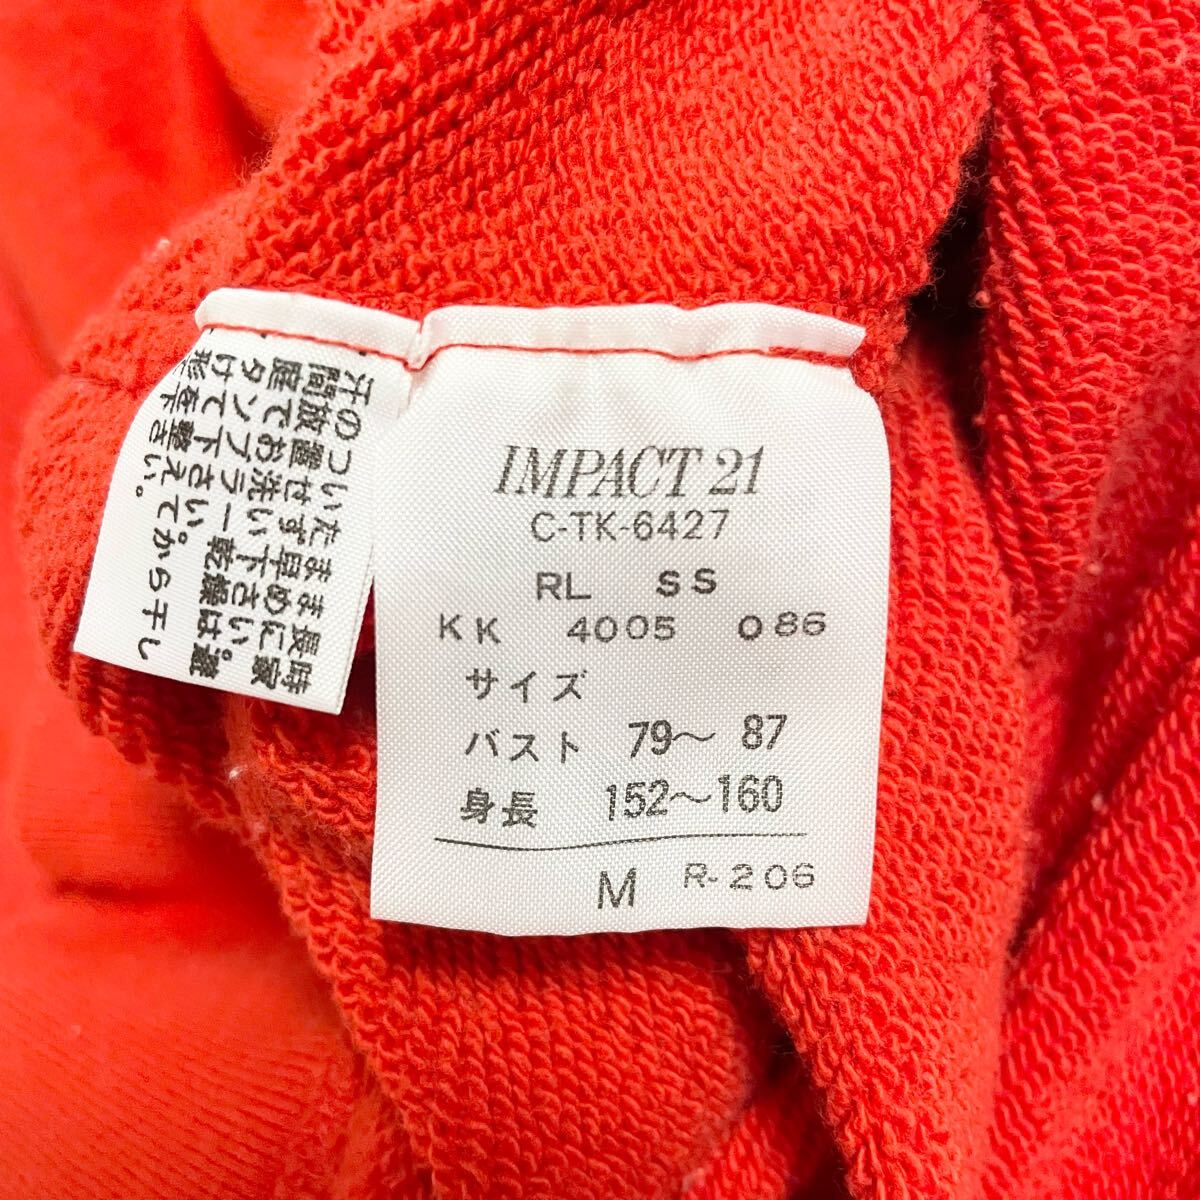 IMPACT 21
C-TK-6427
RL SS
KK 4005 086
サイズ
バスト 79〜 87
身長 152〜160
M R-206
汗のついたまま長時
間放置せず早めに家
庭でお洗い下さい。
タンブラー乾燥は避
けて下さい。
形を整えてから干し
下さい。